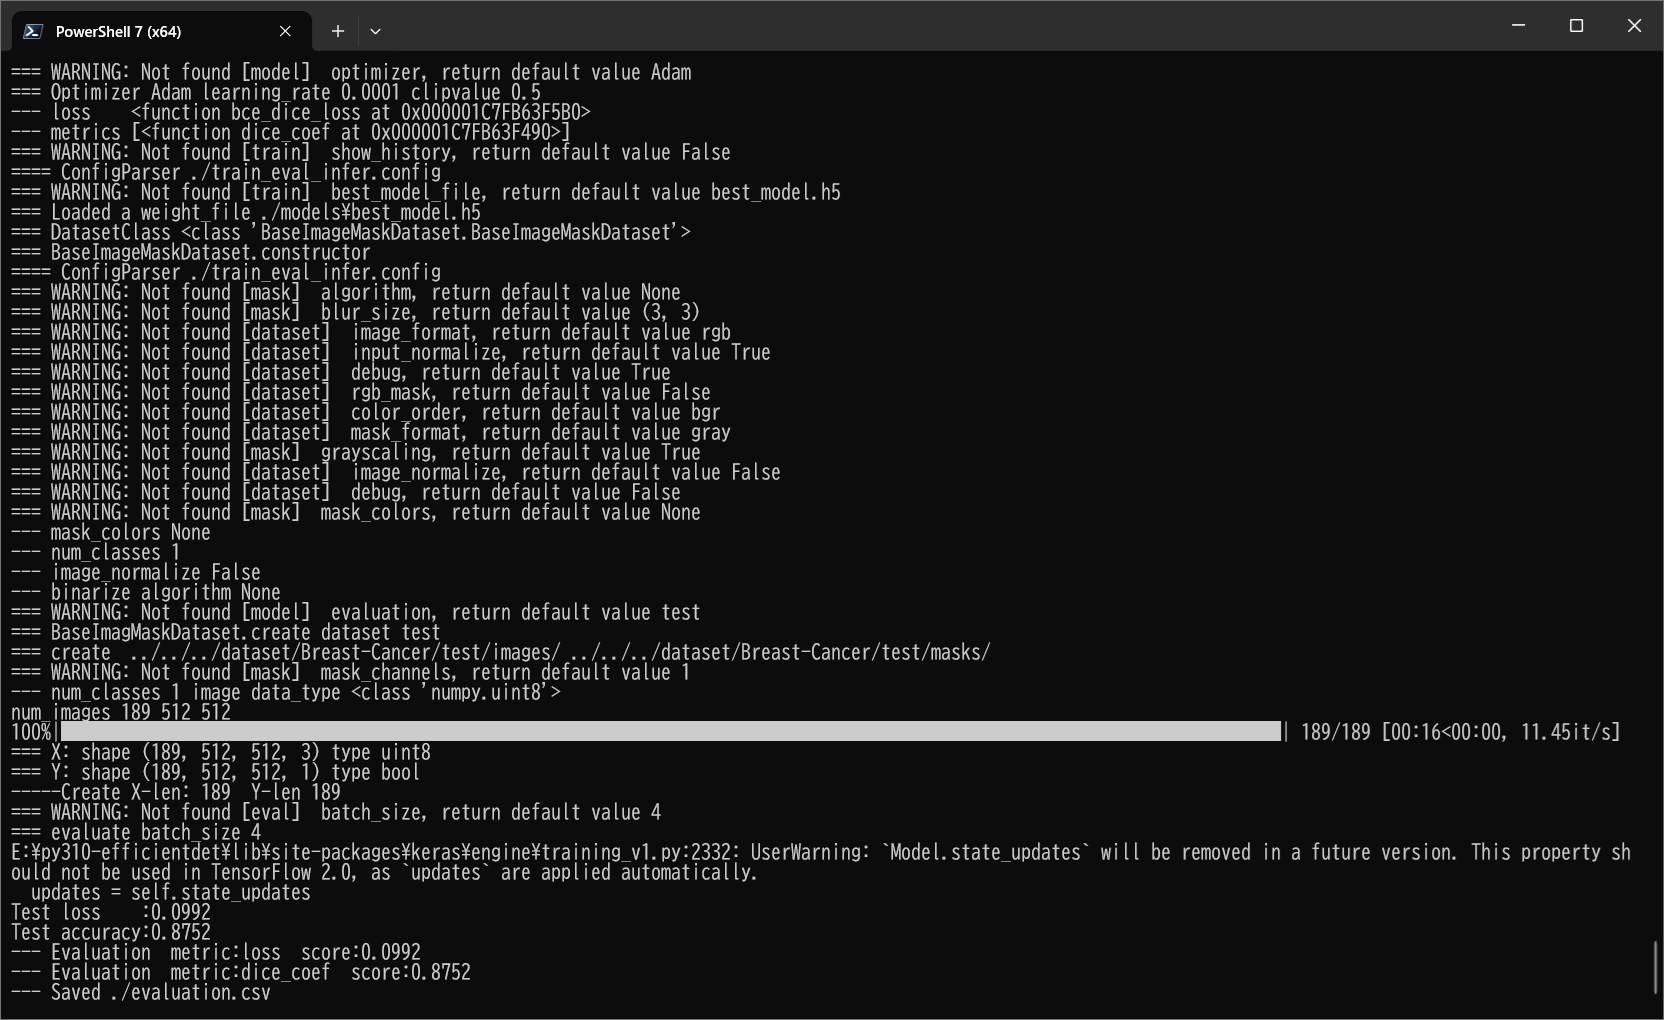 PowerShell 7 (x64)
=== WARNING: Not found [model]  optimizer, return default value Adam
=== Optimizer Adam learning_rate 0.0001 clipvalue 0.5
--- loss    <function bce_dice_loss at 0x000001C7FB63F5B0>
--- metrics [<function dice_coef at 0x000001C7FB63F490>]
=== WARNING: Not found [train]  show_history, return default value False
==== ConfigParser ./train_eval_infer.config
=== WARNING: Not found [train]  best_model_file, return default value best_model.h5
=== Loaded a weight_file ./models¥best_model.h5
=== DatasetClass <class 'BaseImageMaskDataset.BaseImageMaskDataset'>
=== BaseImageMaskDataset.constructor
==== ConfigParser ./train_eval_infer.config
=== WARNING: Not found [mask]  algorithm, return default value None
=== WARNING: Not found [mask]  blur_size, return default value (3, 3)
=== WARNING: Not found [dataset]  image_format, return default value rgb
=== WARNING: Not found [dataset]  input_normalize, return default value True
=== WARNING: Not found [dataset]  debug, return default value True
=== WARNING: Not found [dataset]  rgb_mask, return default value False
=== WARNING: Not found [dataset]  color_order, return default value bgr
=== WARNING: Not found [dataset]  mask_format, return default value gray
=== WARNING: Not found [mask]  grayscaling, return default value True
=== WARNING: Not found [dataset]  image_normalize, return default value False
=== WARNING: Not found [dataset]  debug, return default value False
=== WARNING: Not found [mask]  mask_colors, return default value None
--- mask_colors None
--- num_classes 1
--- image_normalize False
--- binarize algorithm None
=== WARNING: Not found [model]  evaluation, return default value test
=== BaseImagMaskDataset.create dataset test
=== create  ../../../dataset/Breast-Cancer/test/images/ ../../../dataset/Breast-Cancer/test/masks/
=== WARNING: Not found [mask]  mask_channels, return default value 1
--- num_classes 1 image data_type <class 'numpy.uint8'>
num_images 189 512 512
100%| | 189/189 [00:16<00:00, 11.45it/s]
=== X: shape (189, 512, 512, 3) type uint8
=== Y: shape (189, 512, 512, 1) type bool
-----Create X-len: 189  Y-len 189
=== WARNING: Not found [eval]  batch_size, return default value 4
=== evaluate batch_size 4
E:¥py310-efficientdet¥lib¥site-packages¥keras¥engine¥training_v1.py:2332: UserWarning: `Model.state_updates` will be removed in a future version. This property sh
ould not be used in TensorFlow 2.0, as `updates` are applied automatically.
  updates = self.state_updates
Test loss    :0.0992
Test accuracy:0.8752
--- Evaluation  metric:loss  score:0.0992
--- Evaluation  metric:dice_coef  score:0.8752
--- Saved ./evaluation.csv